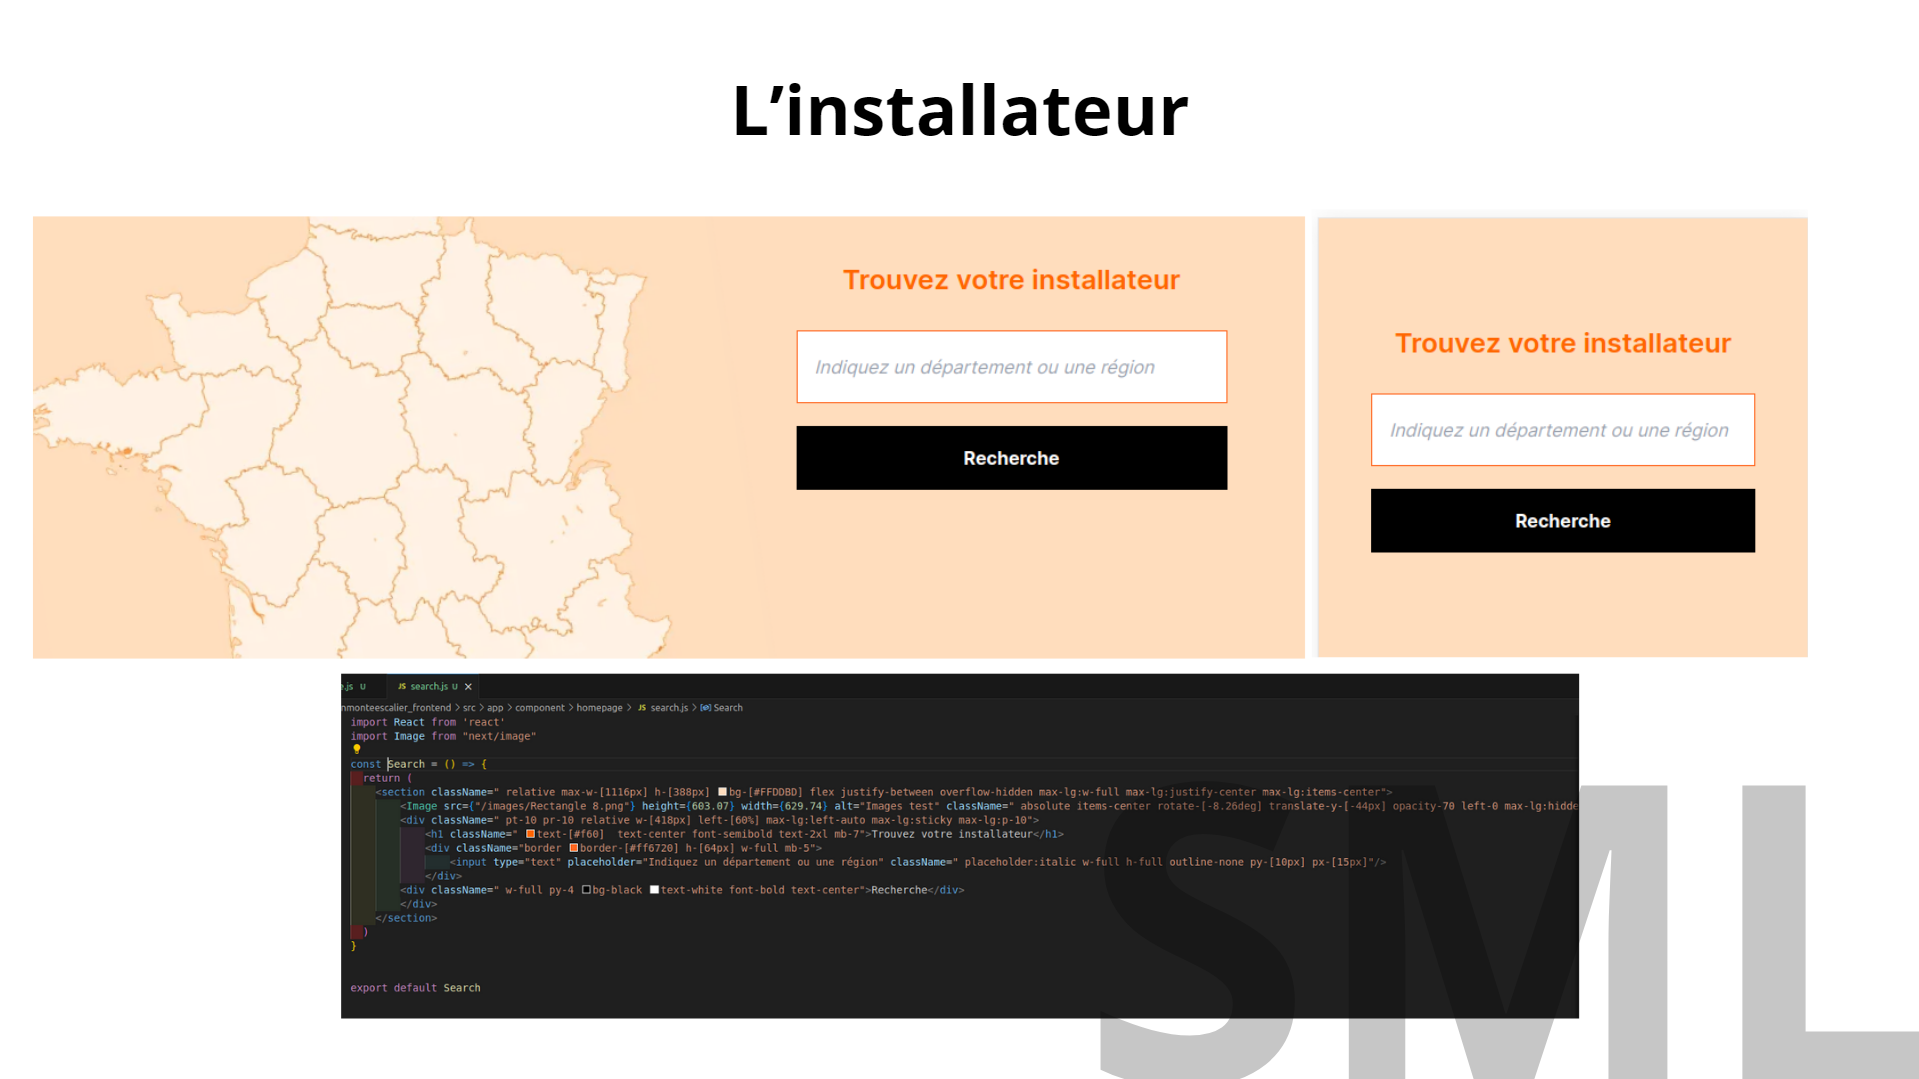 L’installateur
Trouvez votre installateur
Indiquez un département ou une région
Recherche
Trouvez votre installateur
Indiquez un département ou une région
Recherche
e.js U JS search.js U ×
nmonteescalier_frontend > src > app > component > homepage > JS search.js > Search
import React from 'react'
import Image from "next/image"
const Search = () => {
return (
<section className=" relative max-w-[1116px] h-[388px] bg-[#FFDDBD] flex justify-between overflow-hidden max-lg:w-full max-lg:justify-center max-lg:items-center">
<Image src={"/images/Rectangle 8.png"} height={603.07} width={629.74} alt="Images test" className=" absolute items-center rotate-[-8.26deg] translate-y-[-44px] opacity-70 left-0 max-lg:hidde
<div className=" pt-10 pr-10 relative w-[418px] left-[60%] max-lg:left-auto max-lg:sticky max-lg:p-10">
<h1 className=" text-[#f60]  text-center font-semibold text-2xl mb-7">Trouvez votre installateur</h1>
<div className="border border-[#ff6720] h-[64px] w-full mb-5">
<input type="text" placeholder="Indiquez un département ou une région" className=" placeholder:italic w-full h-full outline-none py-[10px] px-[15px]"/>
</div>
<div className=" w-full py-4 bg-black text-white font-bold text-center">Recherche</div>
</div>
</section>
)
}
export default Search
SML